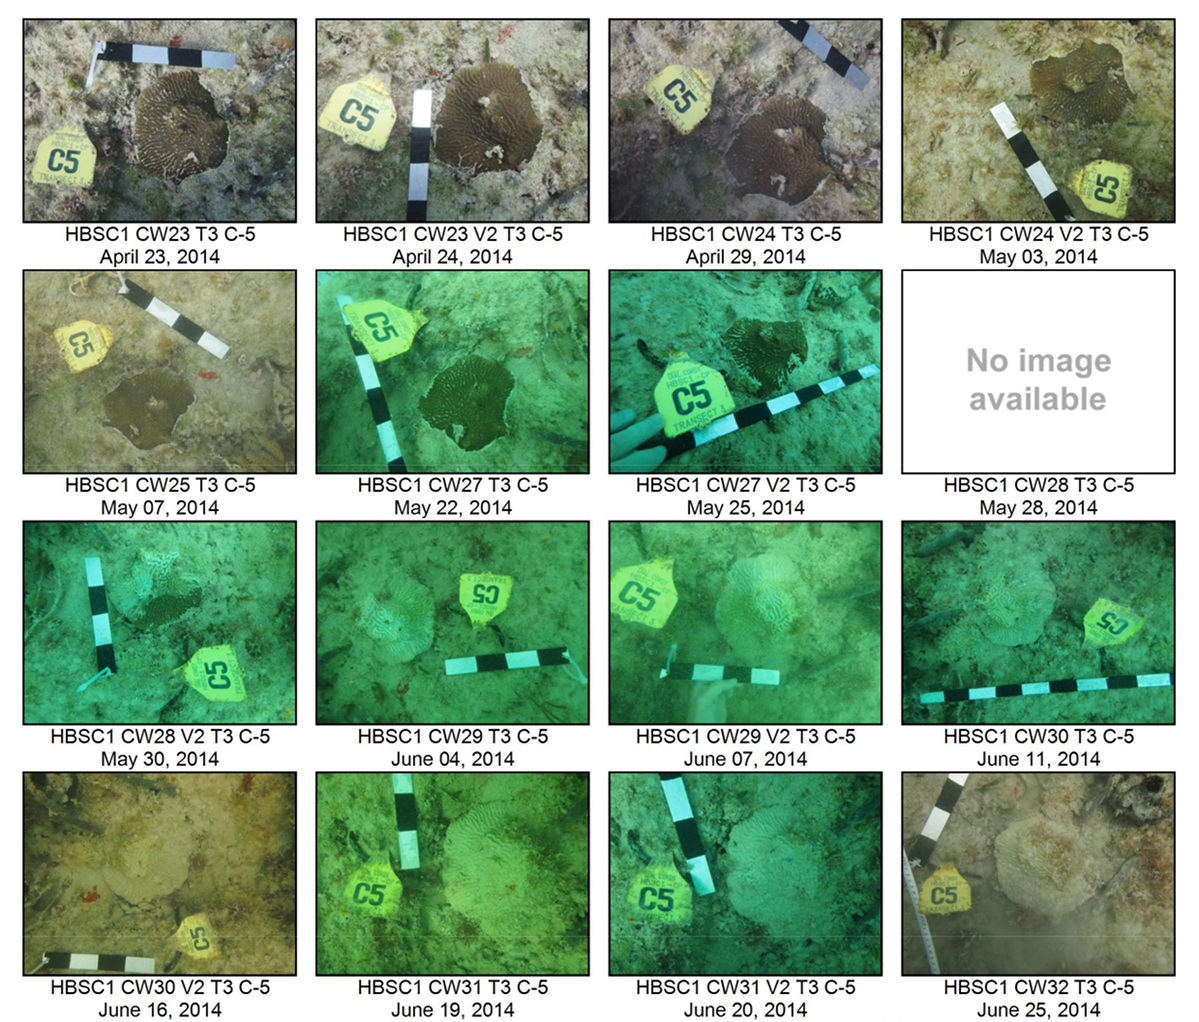 C5
TRANSECT 3
C5
TRANSECT 3
C5
C5
HBSC1 CW23 T3 C-5
April 23, 2014
HBSC1 CW23 V2 T3 C-5
April 24, 2014
HBSC1 CW24 T3 C-5
April 29, 2014
HBSC1 CW24 V2 T3 C-5
May 03, 2014
C5
C5
C5
TRANSECT 3
No image
available
HBSC1 CW25 T3 C-5
May 07, 2014
HBSC1 CW27 T3 C-5
May 22, 2014
HBSC1 CW27 V2 T3 C-5
May 25, 2014
HBSC1 CW28 T3 C-5
May 28, 2014
C5
C5
C5
C5
HBSC1 CW28 V2 T3 C-5
May 30, 2014
HBSC1 CW29 T3 C-5
June 04, 2014
HBSC1 CW29 V2 T3 C-5
June 07, 2014
HBSC1 CW30 T3 C-5
June 11, 2014
C5
C5
C5
C5
HBSC1 CW30 V2 T3 C-5
June 16, 2014
HBSC1 CW31 T3 C-5
June 19, 2014
HBSC1 CW31 V2 T3 C-5
June 20, 2014
HBSC1 CW32 T3 C-5
June 25, 2014